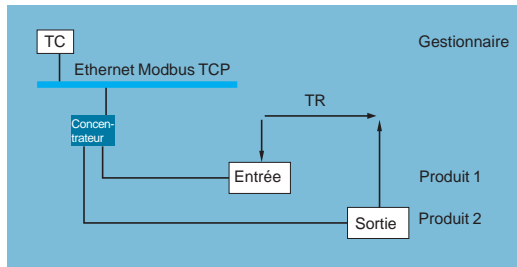 TC
Gestionnaire
Ethernet Modbus TCP
TR
Concen-
trateur
Entrée
Produit 1
Sortie
Produit 2